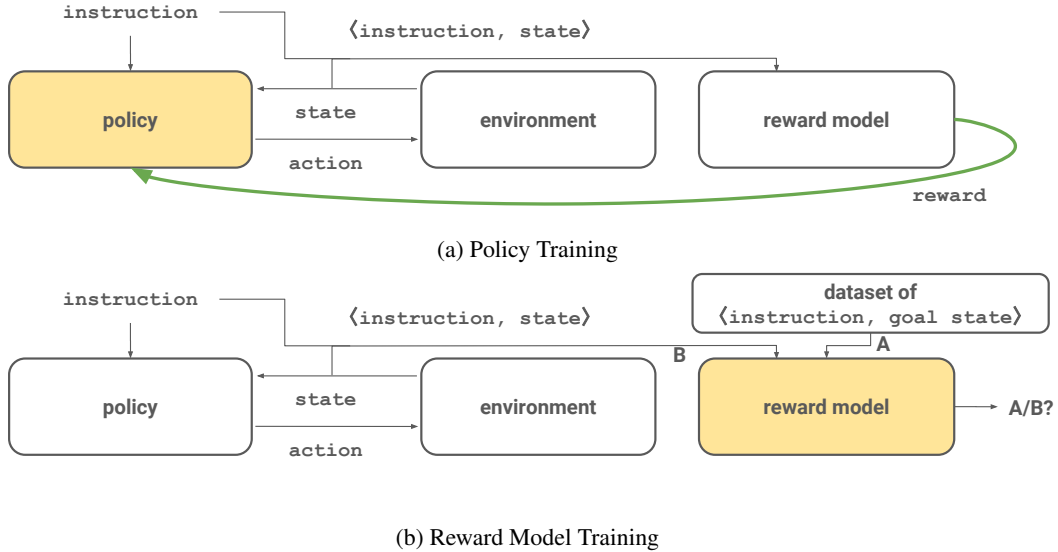 instruction
〈instruction, state〉
policy
state
action
environment
reward model
reward
(a) Policy Training
instruction
〈instruction, state〉
dataset of
〈instruction, goal state〉
B
A
policy
state
action
environment
reward model
A/B?
(b) Reward Model Training